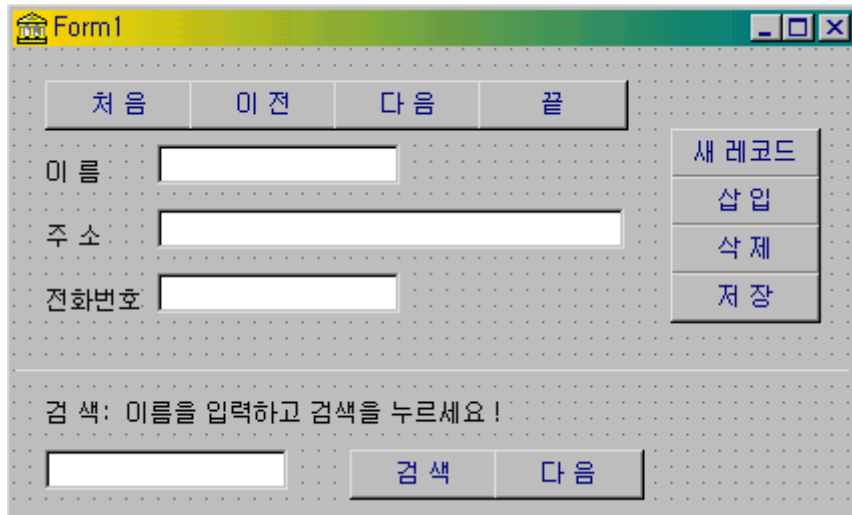 Form1
처 음 이 전 다 음 끝
이 름
새 레코드
삽 입
주 소
삭 제
전화번호
저 장
검 색: 이름을 입력하고 검색을 누르세요 !
검 색 다 음